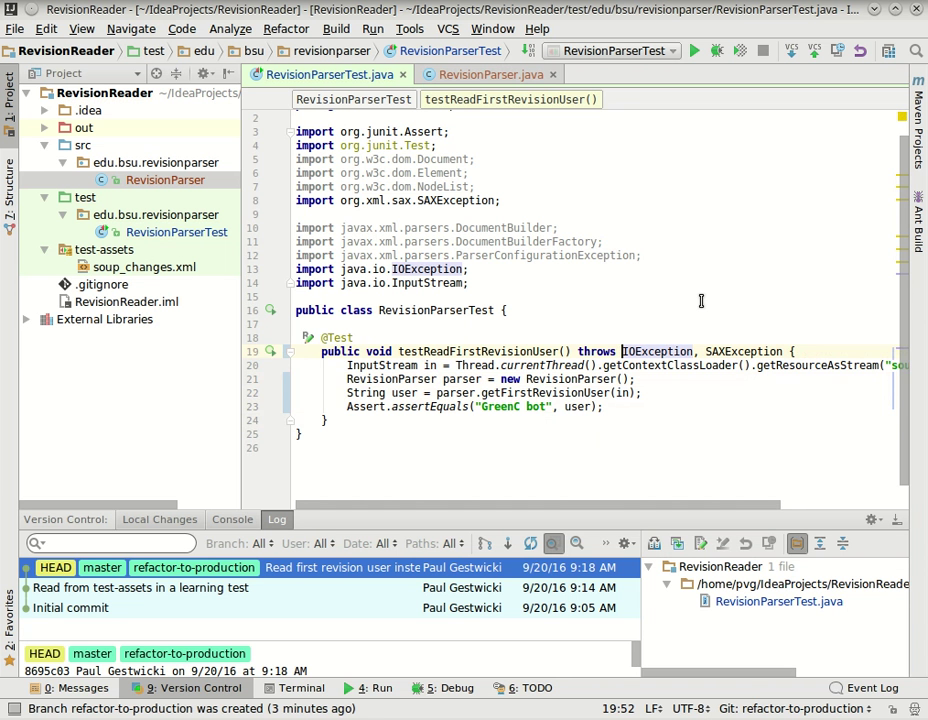 RevisionReader - [~/IdeaProjects/RevisionReader] - [RevisionReader] - ~/IdeaProjects/RevisionReader/test/edu/bsu/revisionparser/RevisionParserTest.java - I...
File Edit View Navigate Code Analyze Refactor Build Run Tools VCS Window Help
RevisionReader test edu bsu revisionparser RevisionParserTest RevisionParserTest VCS VCS
Project RevisionParserTest.java RevisionParser.java
RevisionParserTest testReadFirstRevisionUser()
1: Project
7: Structure
2: Favorites
Maven Projects
Ant Build
RevisionReader ~/IdeaProjects/
.idea
out
src
edu.bsu.revisionparser
RevisionParser
test
edu.bsu.revisionparser
RevisionParserTest
test-assets
soup_changes.xml
.gitignore
RevisionReader.iml
External Libraries
2
3 import org.junit.Assert;
4 import org.junit.Test;
5 import org.w3c.dom.Document;
6 import org.w3c.dom.Element;
7 import org.w3c.dom.NodeList;
8 import org.xml.sax.SAXException;
9
10 import javax.xml.parsers.DocumentBuilder;
11 import javax.xml.parsers.DocumentBuilderFactory;
12 import javax.xml.parsers.ParserConfigurationException;
13 import java.io.IOException;
14 import java.io.InputStream;
15
16 public class RevisionParserTest {
17
18 @Test
19 public void testReadFirstRevisionUser() throws IOException, SAXException {
20 InputStream in = Thread.currentThread().getContextClassLoader().getResourceAsStream("sou
21 RevisionParser parser = new RevisionParser();
22 String user = parser.getFirstRevisionUser(in);
23 Assert.assertEquals("GreenC bot", user);
24 }
25 }
26
Version Control: Local Changes Console Log
Branch: All User: All Date: All Paths: All
HEAD master refactor-to-production Read first revision user inste Paul Gestwicki 9/20/16 9:18 AM
Read from test-assets in a learning test Paul Gestwicki 9/20/16 9:14 AM
Initial commit Paul Gestwicki 9/20/16 9:05 AM
HEAD master refactor-to-production
8695c03 Paul Gestwicki on 9/20/16 at 9:18 AM
RevisionReader 1 file
/home/pvg/IdeaProjects/RevisionReade
RevisionParserTest.java
0: Messages 9: Version Control Terminal 4: Run 5: Debug 6: TODO Event Log
Branch refactor-to-production was created (3 minutes ago) 19:52 LF UTF-8 Git: refactor-to-production